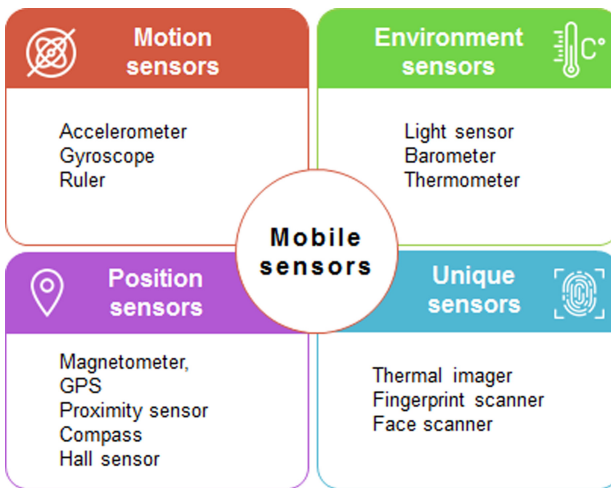 Motion
sensors
Accelerometer
Gyroscope
Ruler
Environment
sensors
C°
Light sensor
Barometer
Thermometer
Mobile
sensors
Position
sensors
Magnetometer,
GPS
Proximity sensor
Compass
Hall sensor
Unique
sensors
Thermal imager
Fingerprint scanner
Face scanner